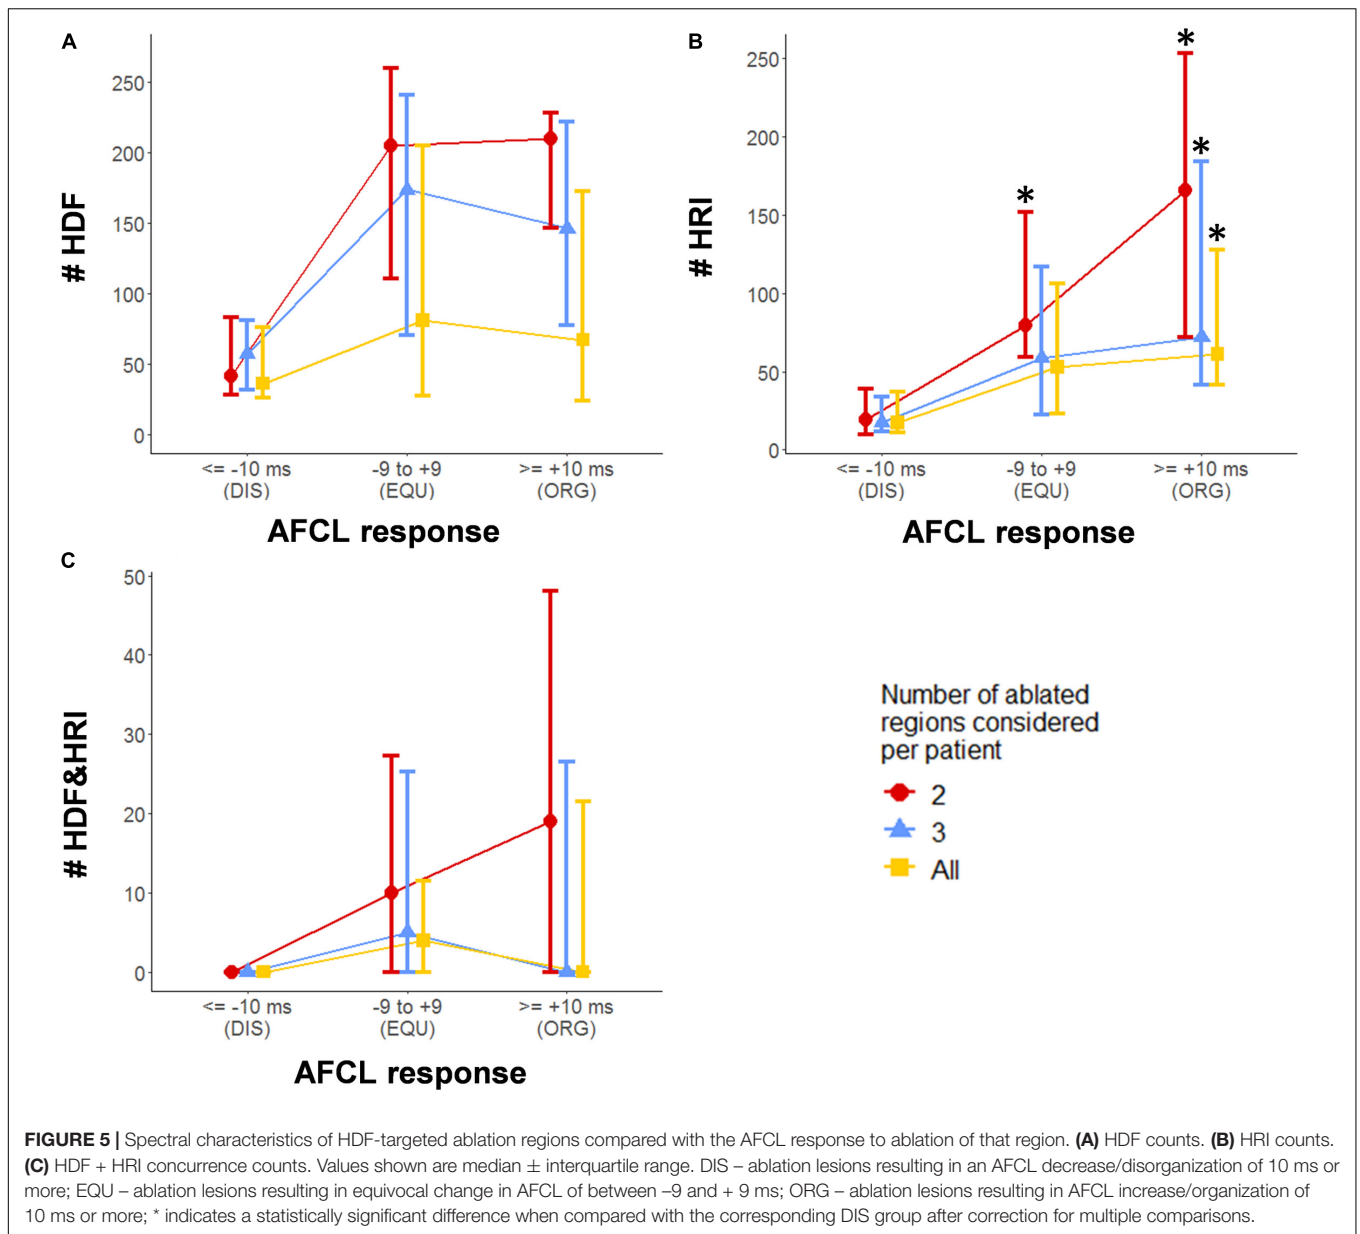 A
250
200
150
100
50
0
# HDF
<= -10 ms
(DIS)
-9 to +9
(EQU)
>= +10 ms
(ORG)
AFCL response
B
250
200
150
100
50
0
# HRI
*
*
*
*
<= -10 ms
(DIS)
-9 to +9
(EQU)
>= +10 ms
(ORG)
AFCL response
C
50
40
30
20
10
0
# HDF&HRI
<= -10 ms
(DIS)
-9 to +9
(EQU)
>= +10 ms
(ORG)
AFCL response
Number of ablated
regions considered
per patient
2
3
All
FIGURE 5 | Spectral characteristics of HDF-targeted ablation regions compared with the AFCL response to ablation of that region. (A) HDF counts. (B) HRI counts.
(C) HDF + HRI concurrence counts. Values shown are median ± interquartile range. DIS – ablation lesions resulting in an AFCL decrease/disorganization of 10 ms or
more; EQU – ablation lesions resulting in equivocal change in AFCL of between –9 and + 9 ms; ORG – ablation lesions resulting in AFCL increase/organization of
10 ms or more; * indicates a statistically significant difference when compared with the corresponding DIS group after correction for multiple comparisons.